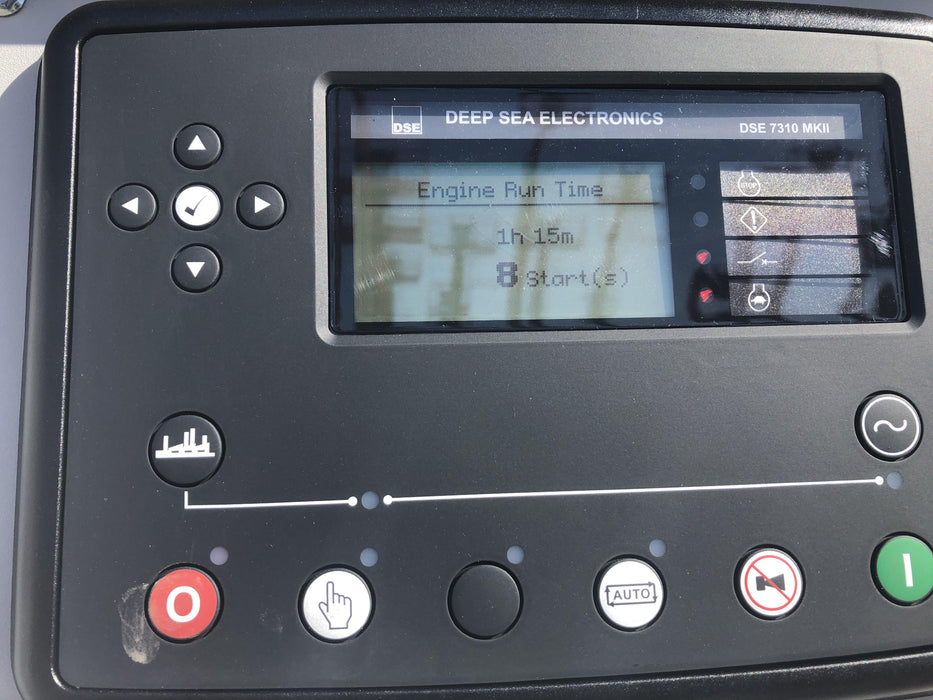 DSE
DEEP SEA ELECTRONICS
DSE 7310 MKII
Engine Run Time
1h 15m
8 Start(s)
STOP
!
O
AUTO
I